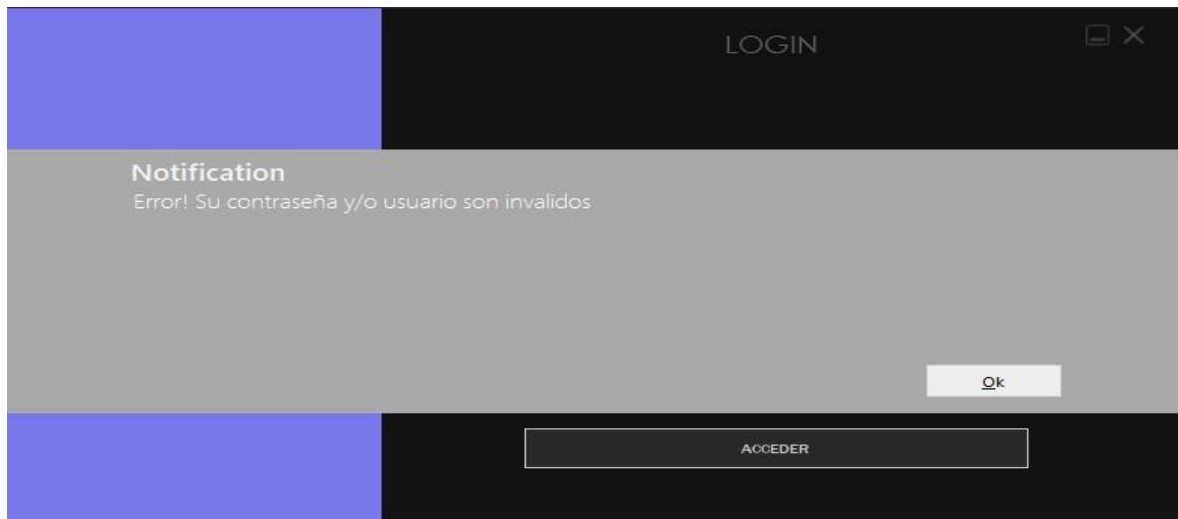 LOGIN
Notification
Error! Su contraseña y/o usuario son invalidos
Ok
ACCEDER